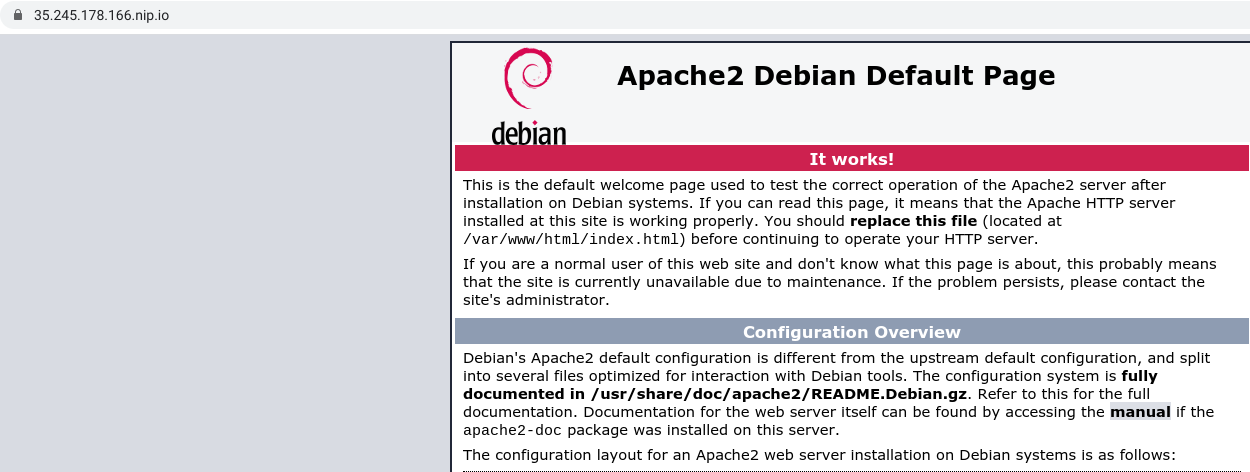 35.245.178.166.nip.io
debian
Apache2 Debian Default Page
It works!
This is the default welcome page used to test the correct operation of the Apache2 server after
installation on Debian systems. If you can read this page, it means that the Apache HTTP server
installed at this site is working properly. You should replace this file (located at
/var/www/html/index.html) before continuing to operate your HTTP server.
If you are a normal user of this web site and don't know what this page is about, this probably means
that the site is currently unavailable due to maintenance. If the problem persists, please contact the
site's administrator.
Configuration Overview
Debian's Apache2 default configuration is different from the upstream default configuration, and split
into several files optimized for interaction with Debian tools. The configuration system is fully
documented in /usr/share/doc/apache2/README.Debian.gz. Refer to this for the full
documentation. Documentation for the web server itself can be found by accessing the manual if the
apache2-doc package was installed on this server.
The configuration layout for an Apache2 web server installation on Debian systems is as follows: